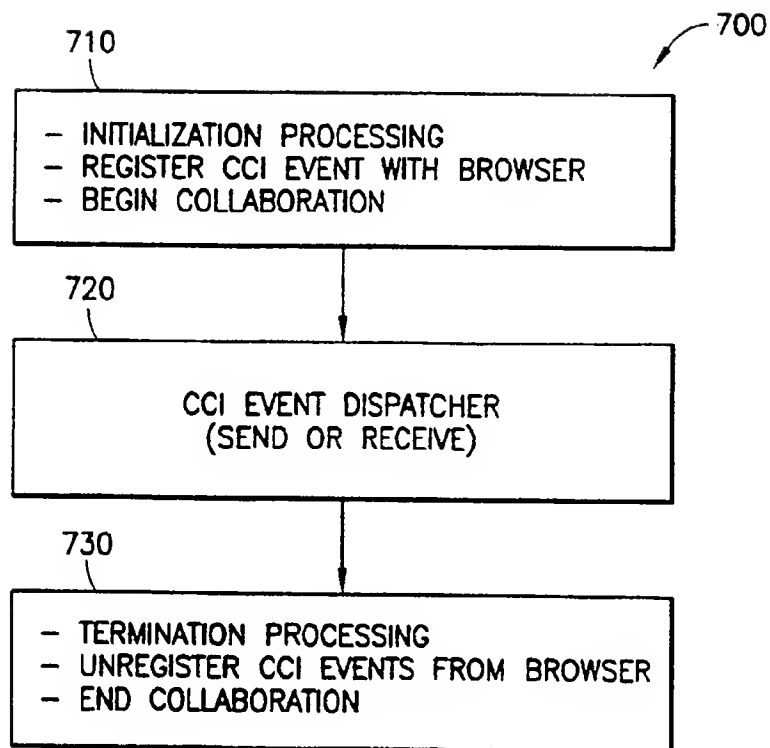 700
710
- INITIALIZATION PROCESSING
- REGISTER CCI EVENT WITH BROWSER
- BEGIN COLLABORATION
720
CCI EVENT DISPATCHER
(SEND OR RECEIVE)
730
- TERMINATION PROCESSING
- UNREGISTER CCI EVENTS FROM BROWSER
- END COLLABORATION